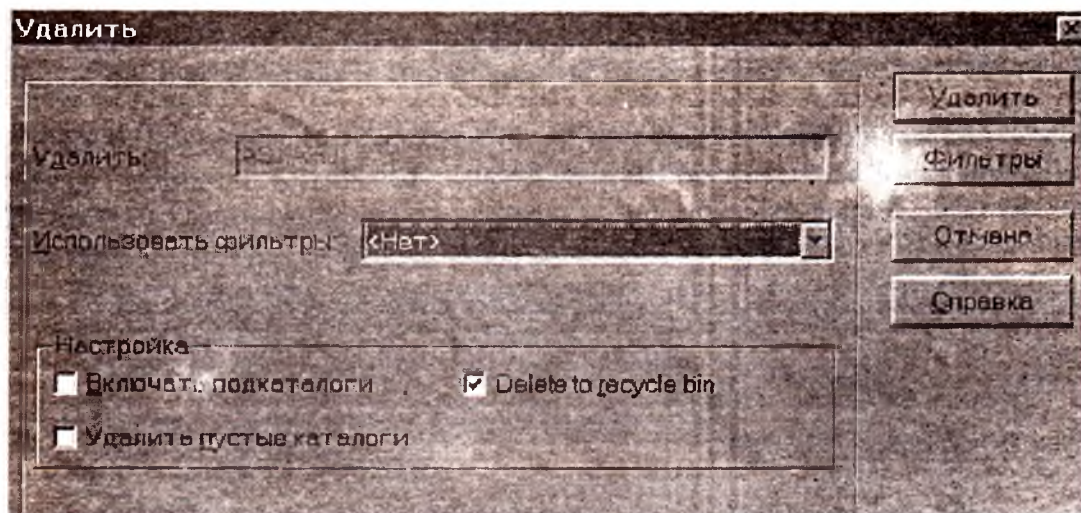 Удалить
Удалить
Удалить:
Фильтры
Использовать фильтры: <Нет>
Отмена
Справка
Настройка
Включать подкаталоги
Delete to recycle bin
Удалить пустые каталоги